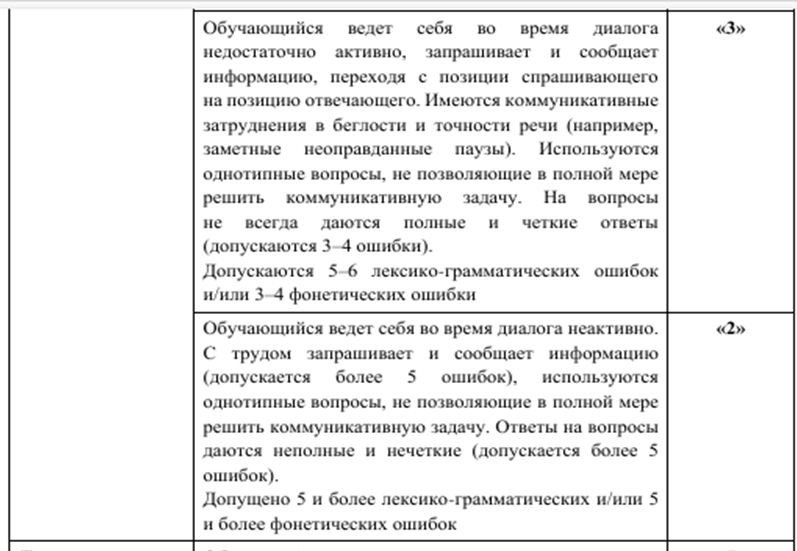 Обучающийся ведет себя во время диалога
«3»
недостаточно активно, запрашивает и сообщает
информацию, переходя с позиции спрашивающего
на позицию отвечающего. Имеются коммуникативные
затруднения в беглости и точности речи (например,
заметные неоправданные паузы). Используются
однотипные вопросы, не позволяющие в полной мере
решить коммуникативную задачу. На вопросы
не всегда даются полные и четкие ответы
(допускаются 3–4 ошибки).
Допускаются 5–6 лексико-грамматических ошибок
и/или 3–4 фонетических ошибки
Обучающийся ведет себя во время диалога неактивно.
«2»
С трудом запрашивает и сообщает информацию
(допускается более 5 ошибок), используются
однотипные вопросы, не позволяющие в полной мере
решить коммуникативную задачу. Ответы на вопросы
даются неполные и нечеткие (допускается более 5
ошибок).
Допущено 5 и более лексико-грамматических и/или 5
и более фонетических ошибок